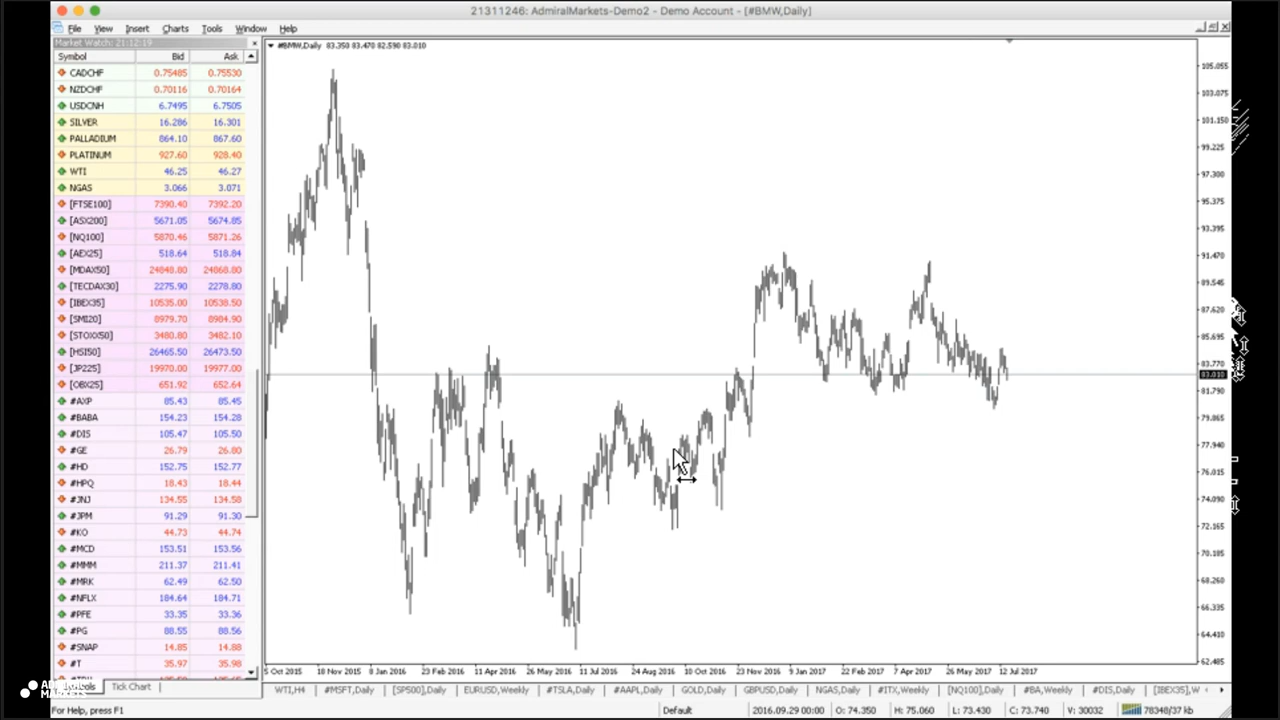 21311246: AdmiralMarkets-Demo2 - Demo Account - [#BMW,Daily]
File View Insert Charts Tools Window Help
Market Watch: 21:12:19
Symbol Bid Ask
CADCHF 0.75485 0.75530
NZDCHF 0.70116 0.70164
USDCNH 6.7495 6.7505
SILVER 16.286 16.301
PALLADIUM 864.10 867.60
PLATINUM 927.60 928.40
WTI 46.25 46.27
NGAS 3.066 3.071
[FTSE100] 7390.40 7392.20
[ASX200] 5671.05 5674.85
[NQ100] 5870.46 5871.26
[AEX25] 518.64 518.84
[MDAX50] 24848.80 24868.80
[TECDAX30] 2275.90 2278.80
[IBEX35] 10535.00 10538.50
[SMI20] 8979.70 8984.90
[STOXX50] 3480.80 3482.10
[HSI50] 26465.50 26473.50
[JP225] 19970.00 19977.00
[OBX25] 651.92 652.64
#AXP 85.43 85.45
#BABA 154.23 154.28
#DIS 105.47 105.50
#GE 26.79 26.80
#HD 152.75 152.77
#HPQ 18.43 18.44
#JNJ 134.55 134.58
#JPM 91.29 91.30
#KO 44.73 44.74
#MCD 153.51 153.56
#MMM 211.37 211.41
#MRK 62.49 62.50
#NFLX 184.64 184.71
#PFE 33.35 33.36
#PG 88.55 88.56
#SNAP 14.85 14.88
#T 35.97 35.98
Tick Chart
#BMW,Daily 83.350 83.470 82.590 83.010
105.055
103.075
101.150
99.225
97.300
95.375
93.395
91.470
89.545
87.620
85.695
83.770
83.010
81.790
79.865
77.940
76.015
74.090
72.165
70.185
68.260
66.335
64.410
62.485
5 Oct 2015 18 Nov 2015 8 Jan 2016 23 Feb 2016 11 Apr 2016 26 May 2016 11 Jul 2016 24 Aug 2016 10 Oct 2016 23 Nov 2016 9 Jan 2017 22 Feb 2017 7 Apr 2017 26 May 2017 12 Jul 2017
WTI,H4 #MSFT,Daily [SP500],Daily EURUSD,Weekly #TSLA,Daily #AAPL,Daily GOLD,Daily GBPUSD,Daily NGAS,Daily #ITX,Weekly [NQ100],Daily #BA,Weekly #DIS,Daily [IBEX35],W
For Help, press F1 Default 2016.09.29 00:00 O: 74.350 H: 75.060 L: 73.430 C: 73.740 V: 30032 78348/37 kb